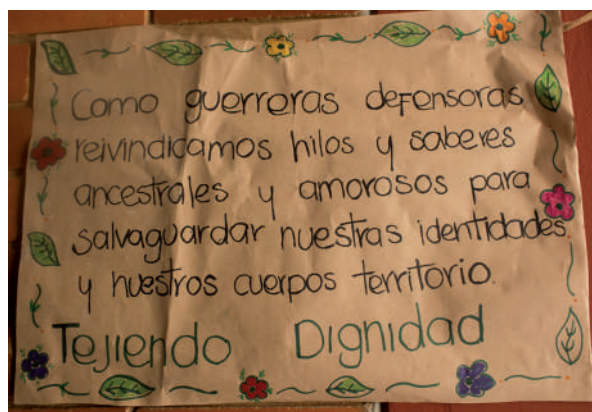 Como guerreras defensoras
reivindicamos hilos y saberes
ancestrales y amorosos para
salvaguardar nuestras identidades
y nuestros cuerpos territorio.
Tejiendo Dignidad